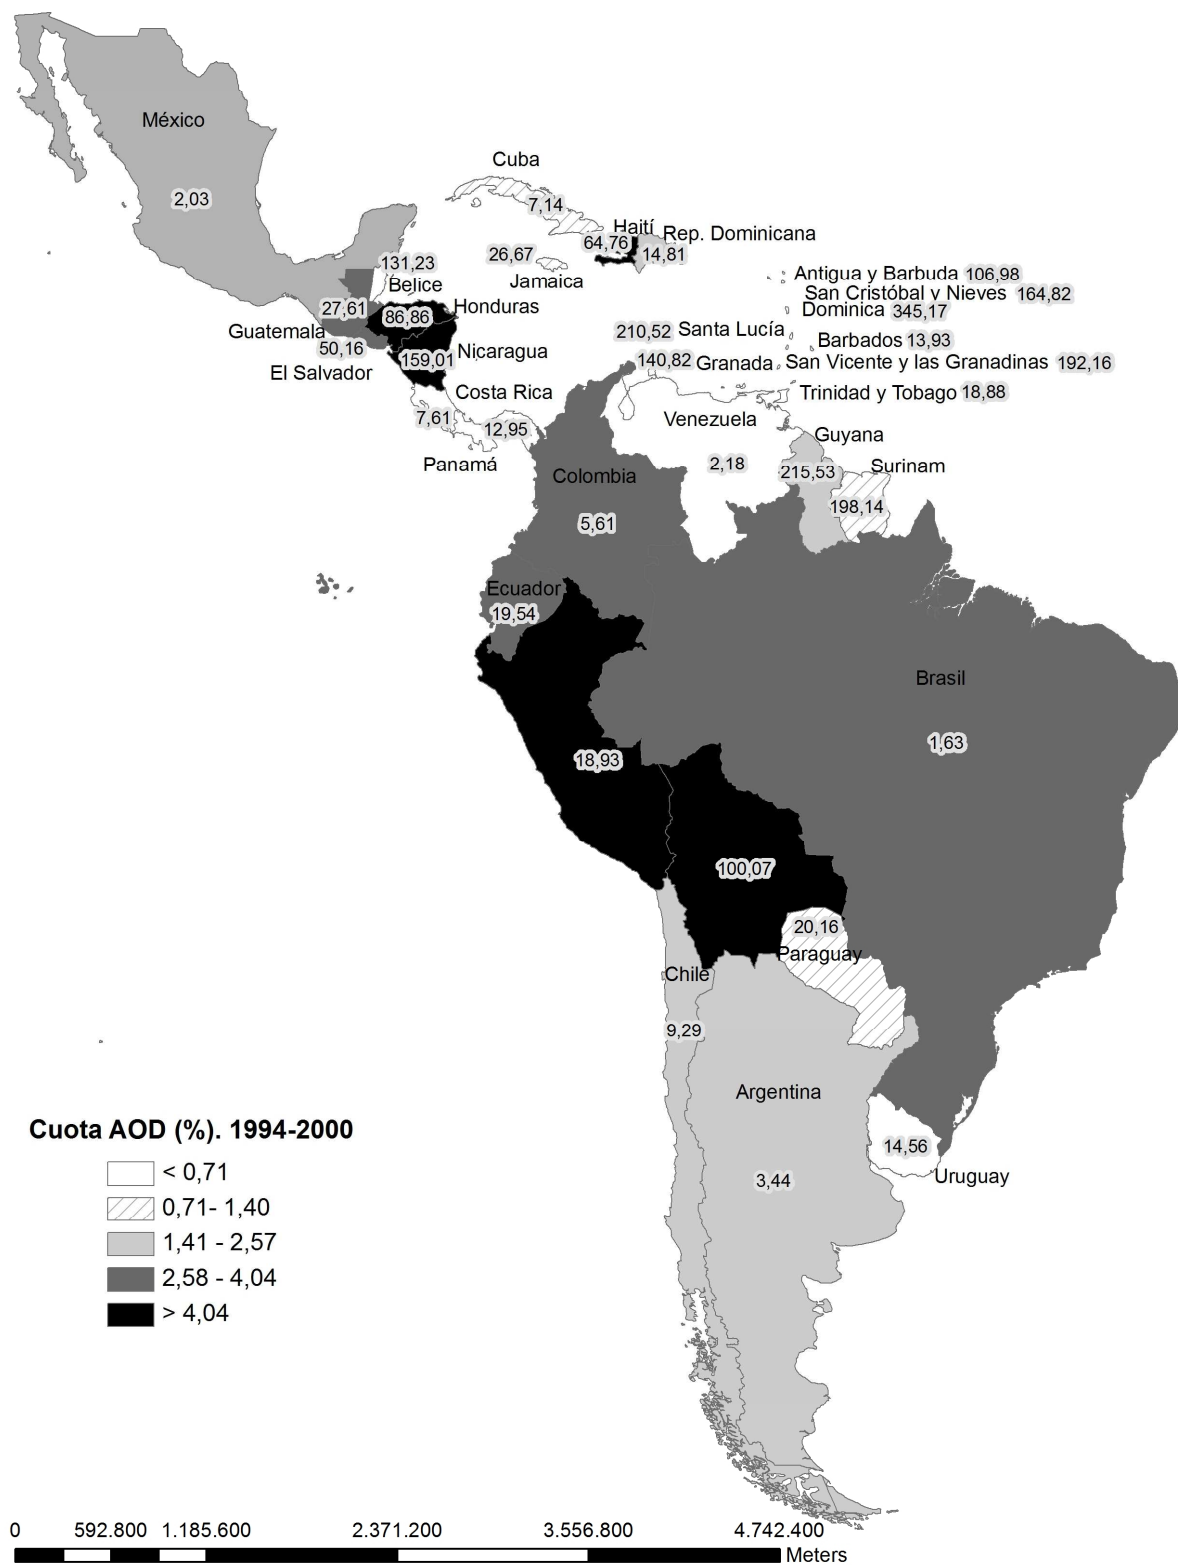 México
2,03
Cuba
7,14
Haití
64,76
Rep. Dominicana
14,81
26,67
Jamaica
131,23
Belice
Antigua y Barbuda 106,98
San Cristóbal y Nieves 164,82
Dominica 345,17
27,61
Guatemala
86,86
Honduras
210,52 Santa Lucía
Barbados 13,93
50,16
El Salvador
159,01
Nicaragua
140,82 Granada
San Vicente y las Granadinas 192,16
Costa Rica
7,61
Trinidad y Tobago 18,88
12,95
Panamá
Venezuela
2,18
Guyana
215,53
Surinam
198,14
Colombia
5,61
Ecuador
19,54
Brasil
1,63
18,93
100,07
20,16
Paraguay
Chile
9,29
Argentina
3,44
14,56
Uruguay
Cuota AOD (%). 1994-2000
< 0,71
0,71- 1,40
1,41 - 2,57
2,58 - 4,04
> 4,04
0 592.800 1.185.600 2.371.200 3.556.800 4.742.400
Meters